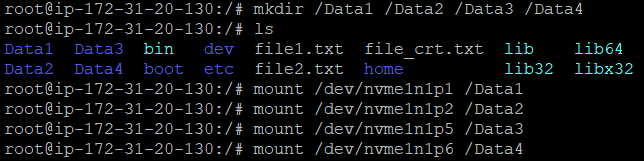 root@ip-172-31-20-130:/# mkdir /Data1 /Data2 /Data3 /Data4
root@ip-172-31-20-130:/# ls
Data1 Data3 bin dev file1.txt file_crt.txt lib lib64
Data2 Data4 boot etc file2.txt home lib32 libx32
root@ip-172-31-20-130:/# mount /dev/nvme1n1p1 /Data1
root@ip-172-31-20-130:/# mount /dev/nvme1n1p2 /Data2
root@ip-172-31-20-130:/# mount /dev/nvme1n1p5 /Data3
root@ip-172-31-20-130:/# mount /dev/nvme1n1p6 /Data4